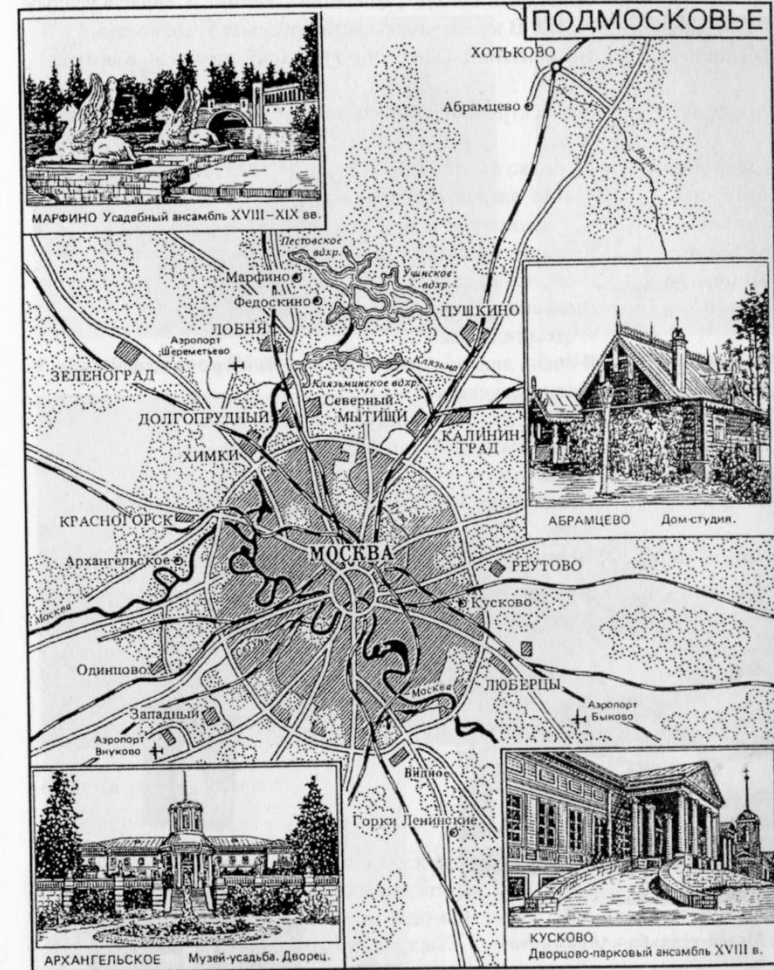 ПОДМОСКОВЬЕ
ХОТЬКОВО
Абрамцево
МАРФИНО Усадебный ансамбль XVIII–XIX вв.
Пестовское
вдхр.
Учинское
вдхр.
Марфино
Федоскино
ПУШКИНО
ЛОБНЯ
Аэропорт
Шереметьево
ЗЕЛЕНОГРАД
Клязьма
Клязьминское вдхр.
Северный
ДОЛГОПРУДНЫЙ
МЫТИЩИ
КАЛИНИН-
ГРАД
ХИМКИ
АБРАМЦЕВО Дом-студия.
КРАСНОГОРСК
МОСКВА
Архангельское
РЕУТОВО
Москва
Кусково
Сетунь
Одинцово
Москва
ЛЮБЕРЦЫ
Западный
Аэропорт
Быково
Аэропорт
Внуково
Видное
Горки Ленинские
АРХАНГЕЛЬСКОЕ Музей-усадьба. Дворец.
КУСКОВО
Дворцово-парковый ансамбль XVIII в.